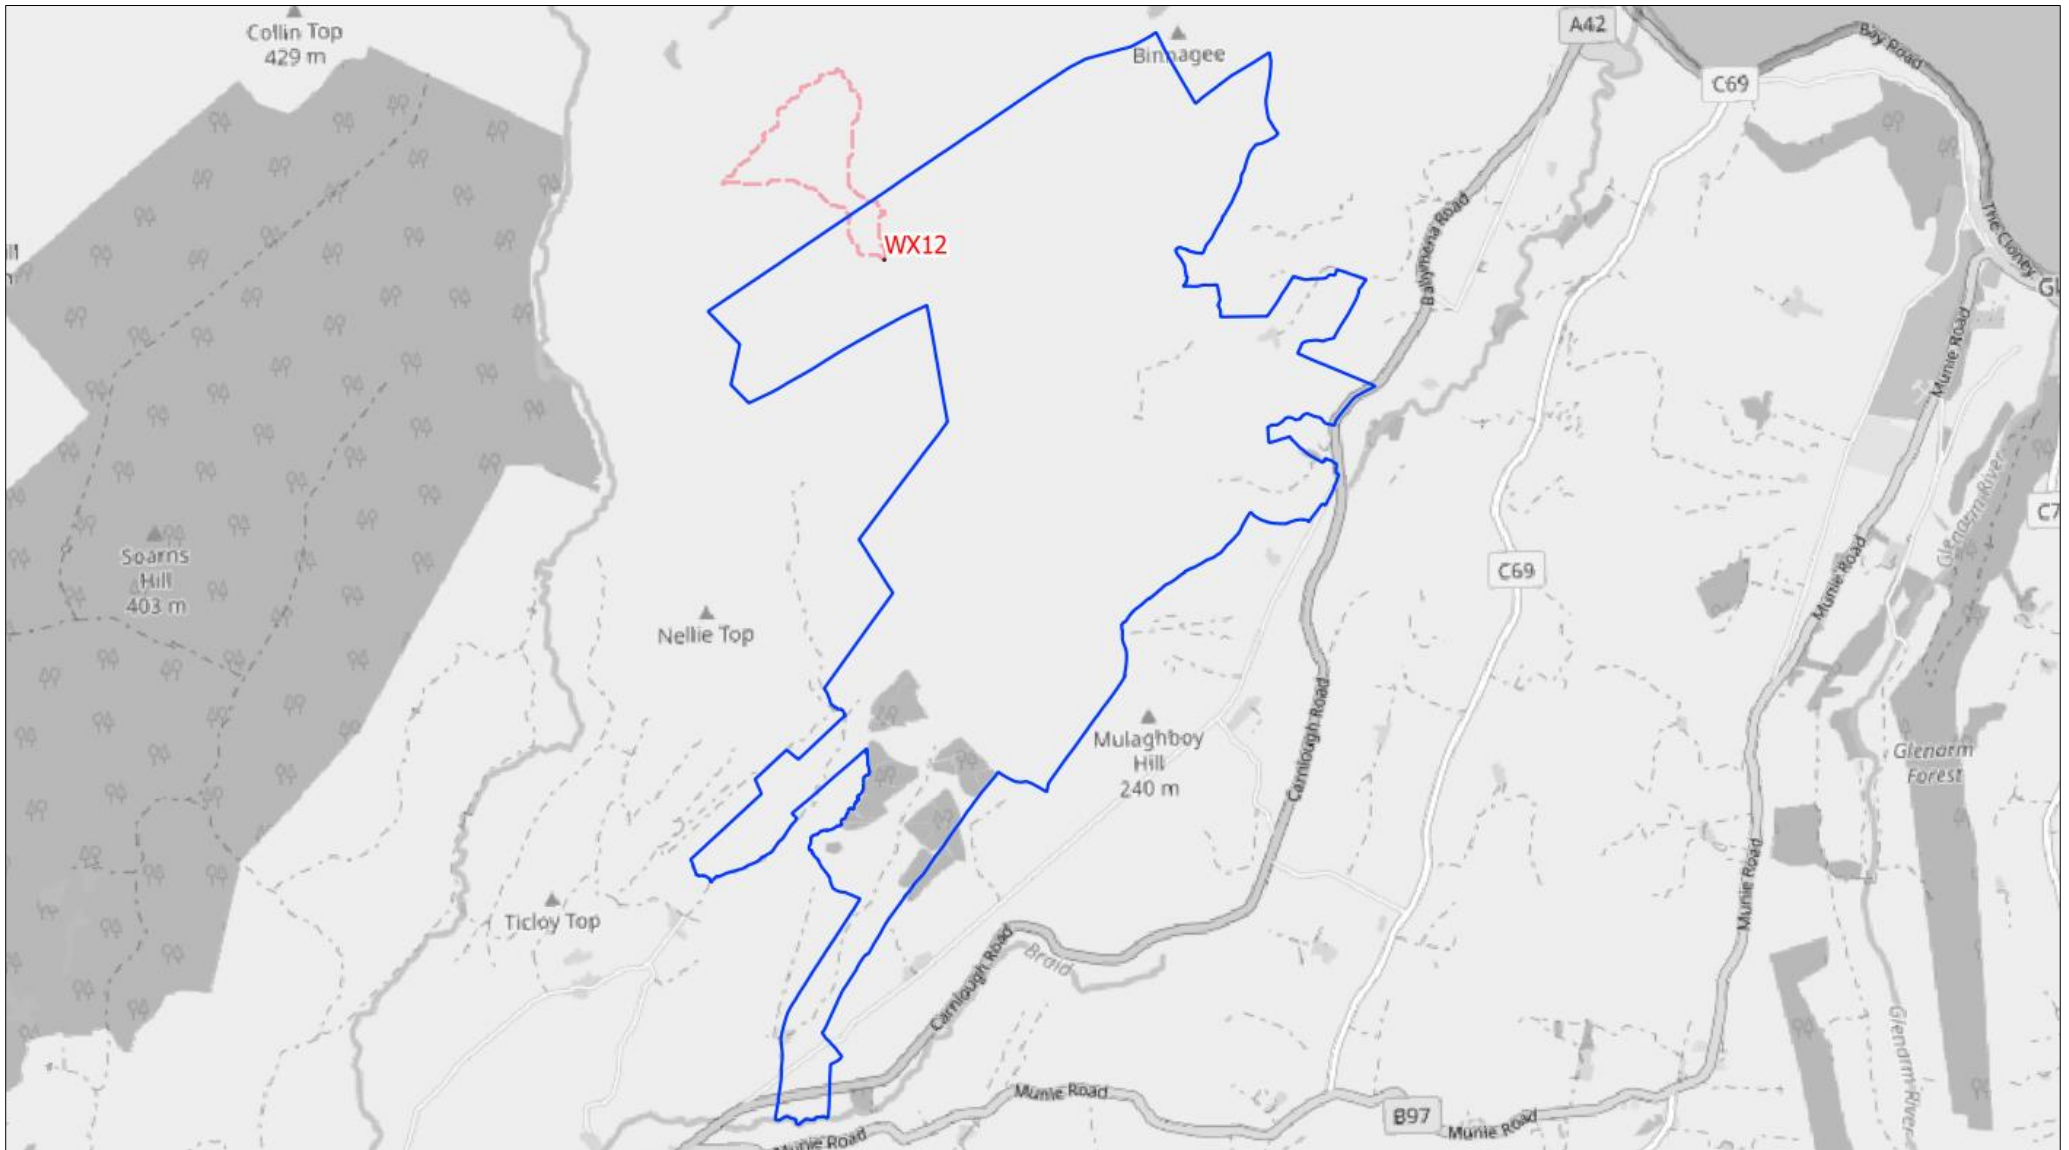 Collin Top
429 m
Binnagee
A42
Bay Road
C69
WX12
Ballymena Road
The Cloney
Munie Road
Glenarm River
Soarns
Hill
403 m
C69
Munie Road
Nellie Top
Carnlough Road
Mulaghboy
Hill
240 m
Glenarm
Forest
Munie Road
Ticloy Top
Carnlough Road
Braid
Glenarm River
Munie Road
B97
Munie Road
Munie Road